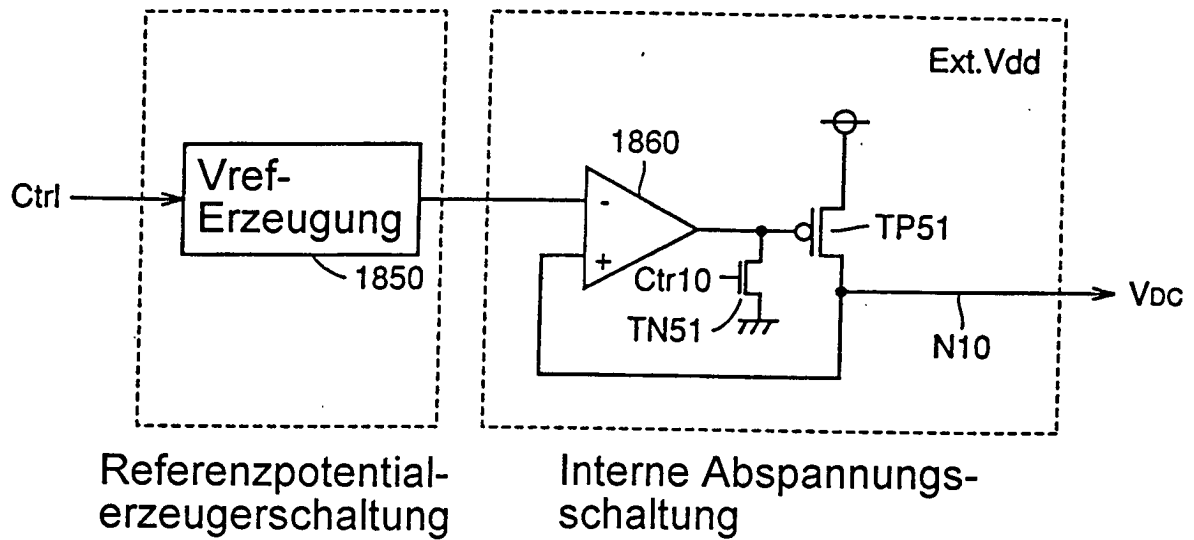 Ext.Vdd
1860
Ctrl
Vref-
Erzeugung
-
+
TP51
1850
Ctr10
TN51
VDC
N10
Referenzpotential-
erzeugerschaltung
Interne Abspannungs-
schaltung